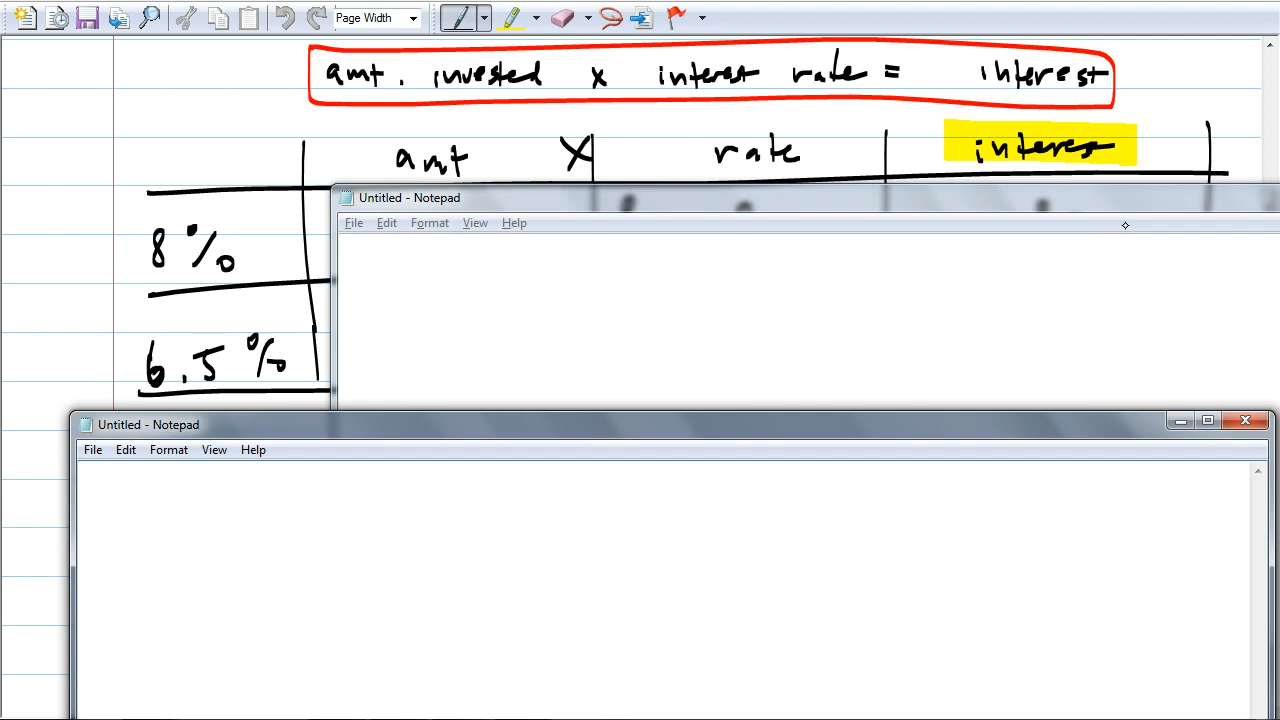 Page Width
amt. invested x interest rate = interest
amt X rate interest
Untitled - Notepad
File Edit Format View Help
8%
6.5%
Untitled - Notepad
File Edit Format View Help